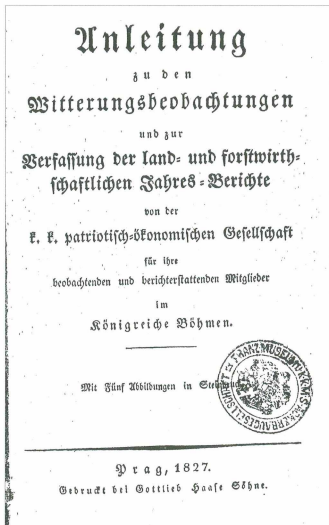 Anleitung
zu den
Witterungsbeobachtungen
und zur
Verfassung der land- und forstwirth-
schaftlichen Jahres-Berichte
von der
k. k. patriotisch-ökonomischen Gesellschaft
für ihre
beobachtenden und berichterstattenden Mitglieder
im
Königreiche Böhmen.
Mit Fünf Abbildungen in
FRANZMUSEUM
Prag, 1827.
Gedruckt bei Gottlieb Haase Söhne.